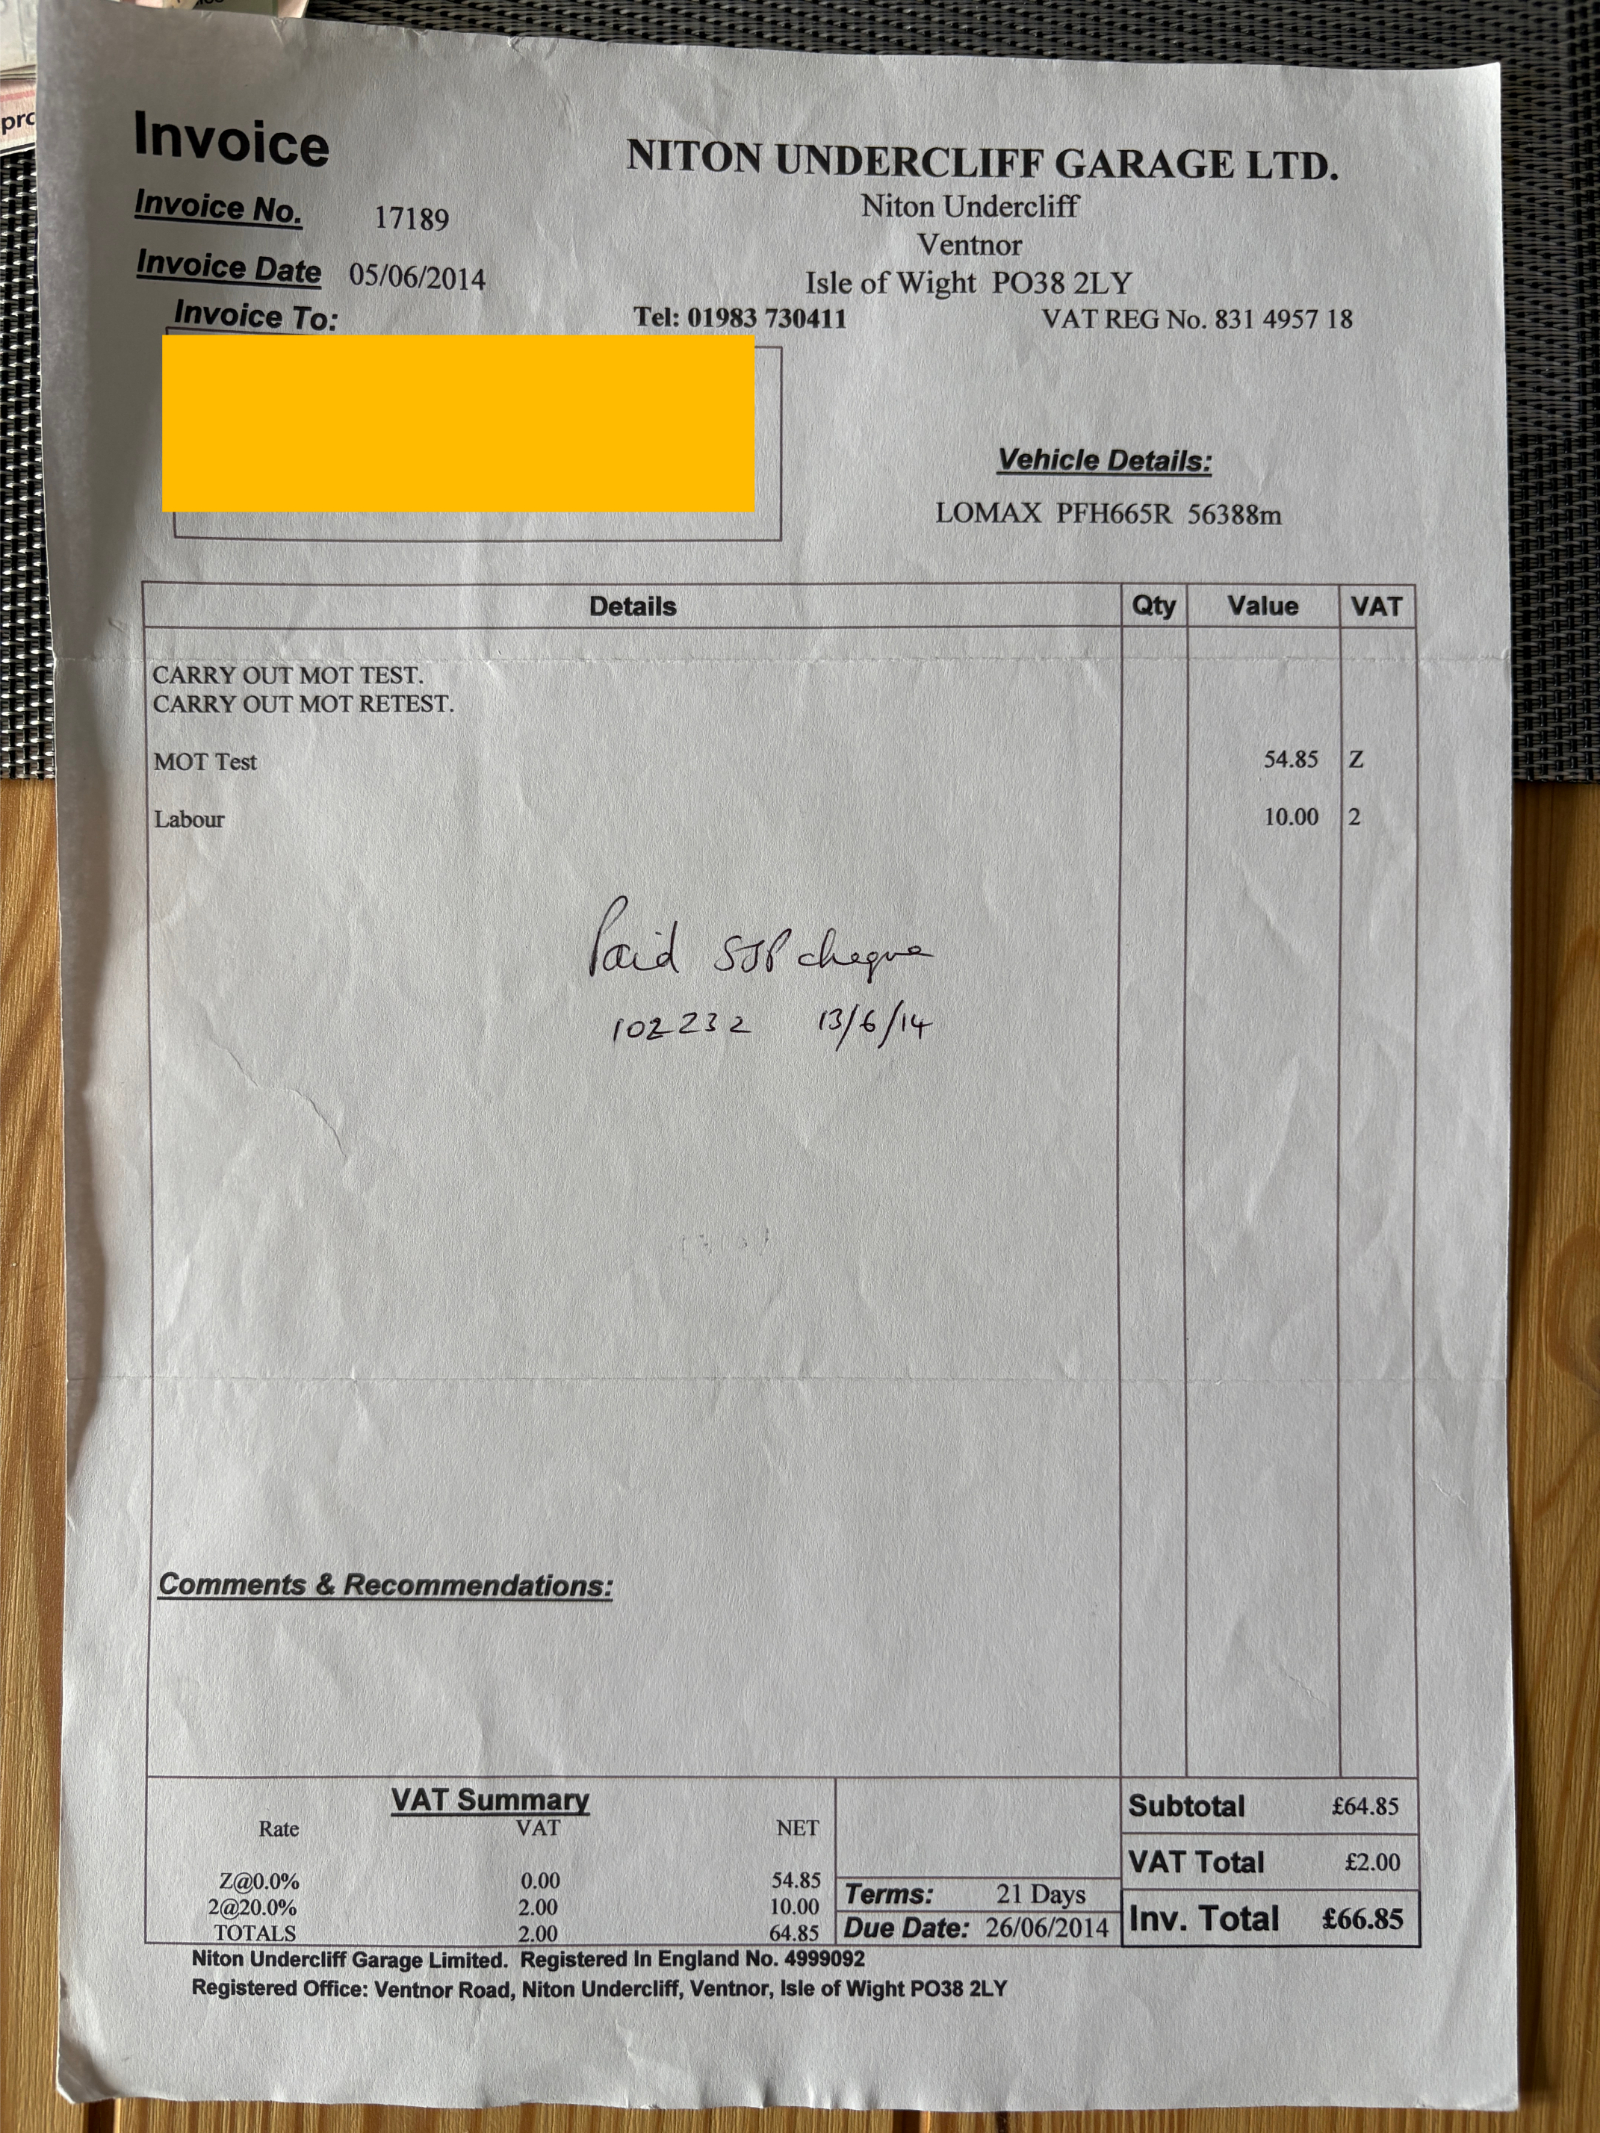 Invoice
NITON UNDERCLIFF GARAGE LTD.
Invoice No. 17189
Niton Undercliff
Ventnor
Invoice Date 05/06/2014
Isle of Wight PO38 2LY
Invoice To:
Tel: 01983 730411 VAT REG No. 831 4957 18
Vehicle Details:
LOMAX PFH665R 56388m
Details Qty Value VAT
CARRY OUT MOT TEST.
CARRY OUT MOT RETEST.
MOT Test 54.85 Z
Labour 10.00 2
Paid SJP cheque
102232 13/6/14
Comments & Recommendations:
VAT Summary
Rate VAT NET
Z@0.0% 0.00 54.85
2@20.0% 2.00 10.00
TOTALS 2.00 64.85
Terms: 21 Days
Due Date: 26/06/2014
Subtotal £64.85
VAT Total £2.00
Inv. Total £66.85
Niton Undercliff Garage Limited. Registered In England No. 4999092
Registered Office: Ventnor Road, Niton Undercliff, Ventnor, Isle of Wight PO38 2LY